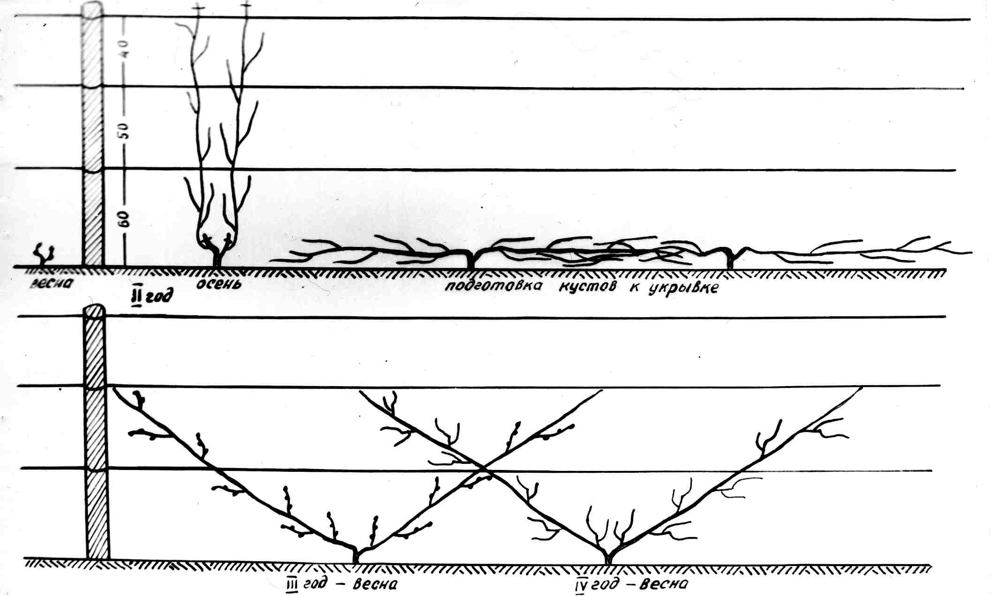 40
50
60
весна
осень
подготовка кустов к укрывке
II год
III год – весна
IV год – весна